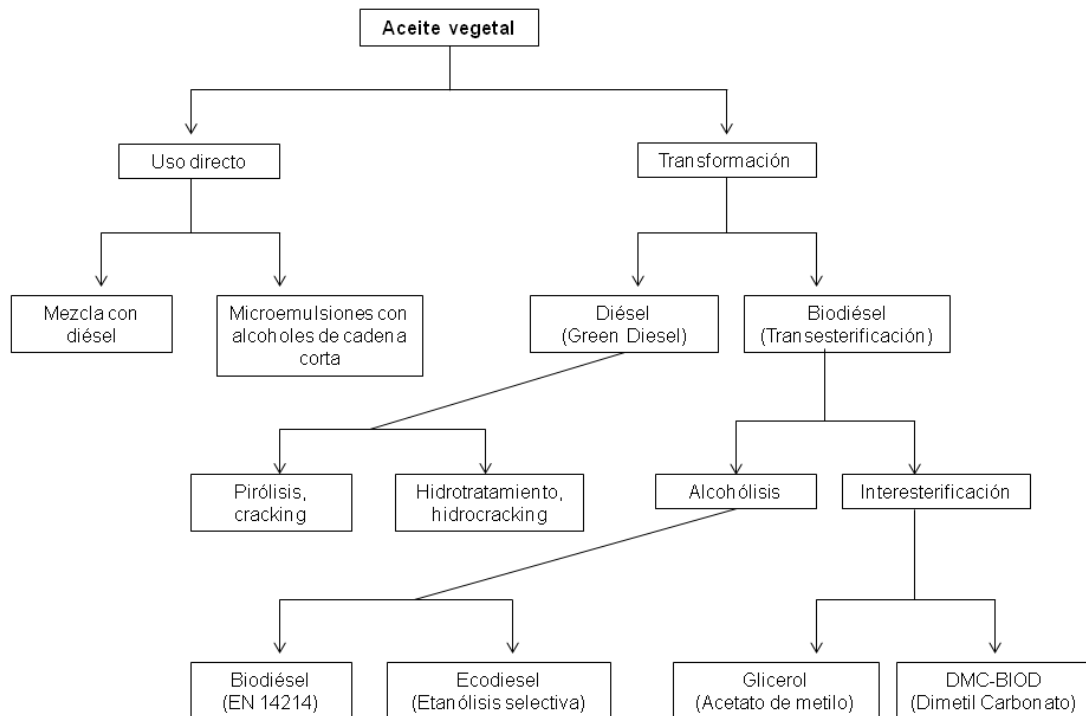 Aceite vegetal
Uso directo
Transformación
Mezcla con
diésel
Microemulsiones con
alcoholes de cadena
corta
Diésel
(Green Diesel)
Biodiésel
(Transesterificación)
Pirólisis,
cracking
Hidrotratamiento,
hidrocracking
Alcohólisis
Interesterificación
Biodiésel
(EN 14214)
Ecodiesel
(Etanólisis selectiva)
Glicerol
(Acetato de metilo)
DMC-BIOD
(Dimetil Carbonato)